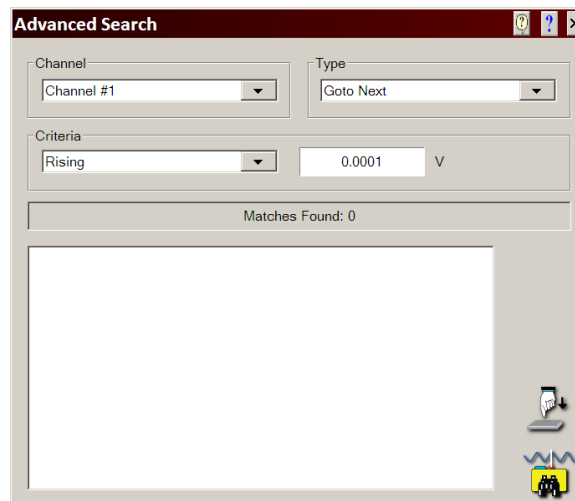 Advanced Search
Channel
Type
Channel #1
Goto Next
Criteria
Rising
0.0001
V
Matches Found: 0